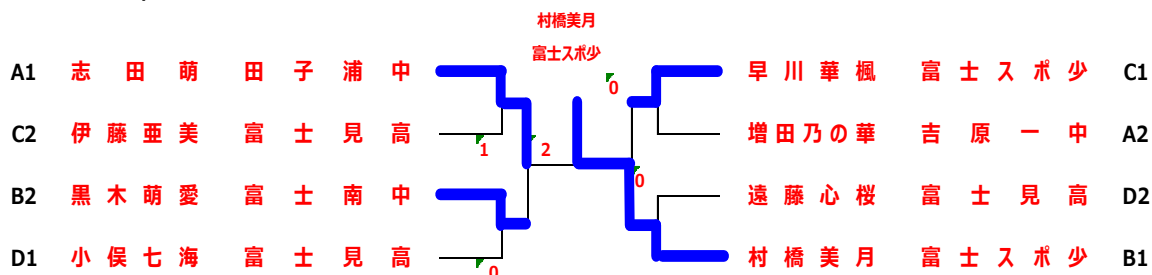 村橋美月
富士スポ少
0
A1 志田萌 田子浦中 早川華楓 富士スポ少 C1
C2 伊藤亜美 富士見高 増田乃の華 吉原一中 A2
1 2
0
B2 黒木萌愛 富士南中 遠藤心桜 富士見高 D2
D1 小俣七海 富士見高 村橋美月 富士スポ少 B1
0